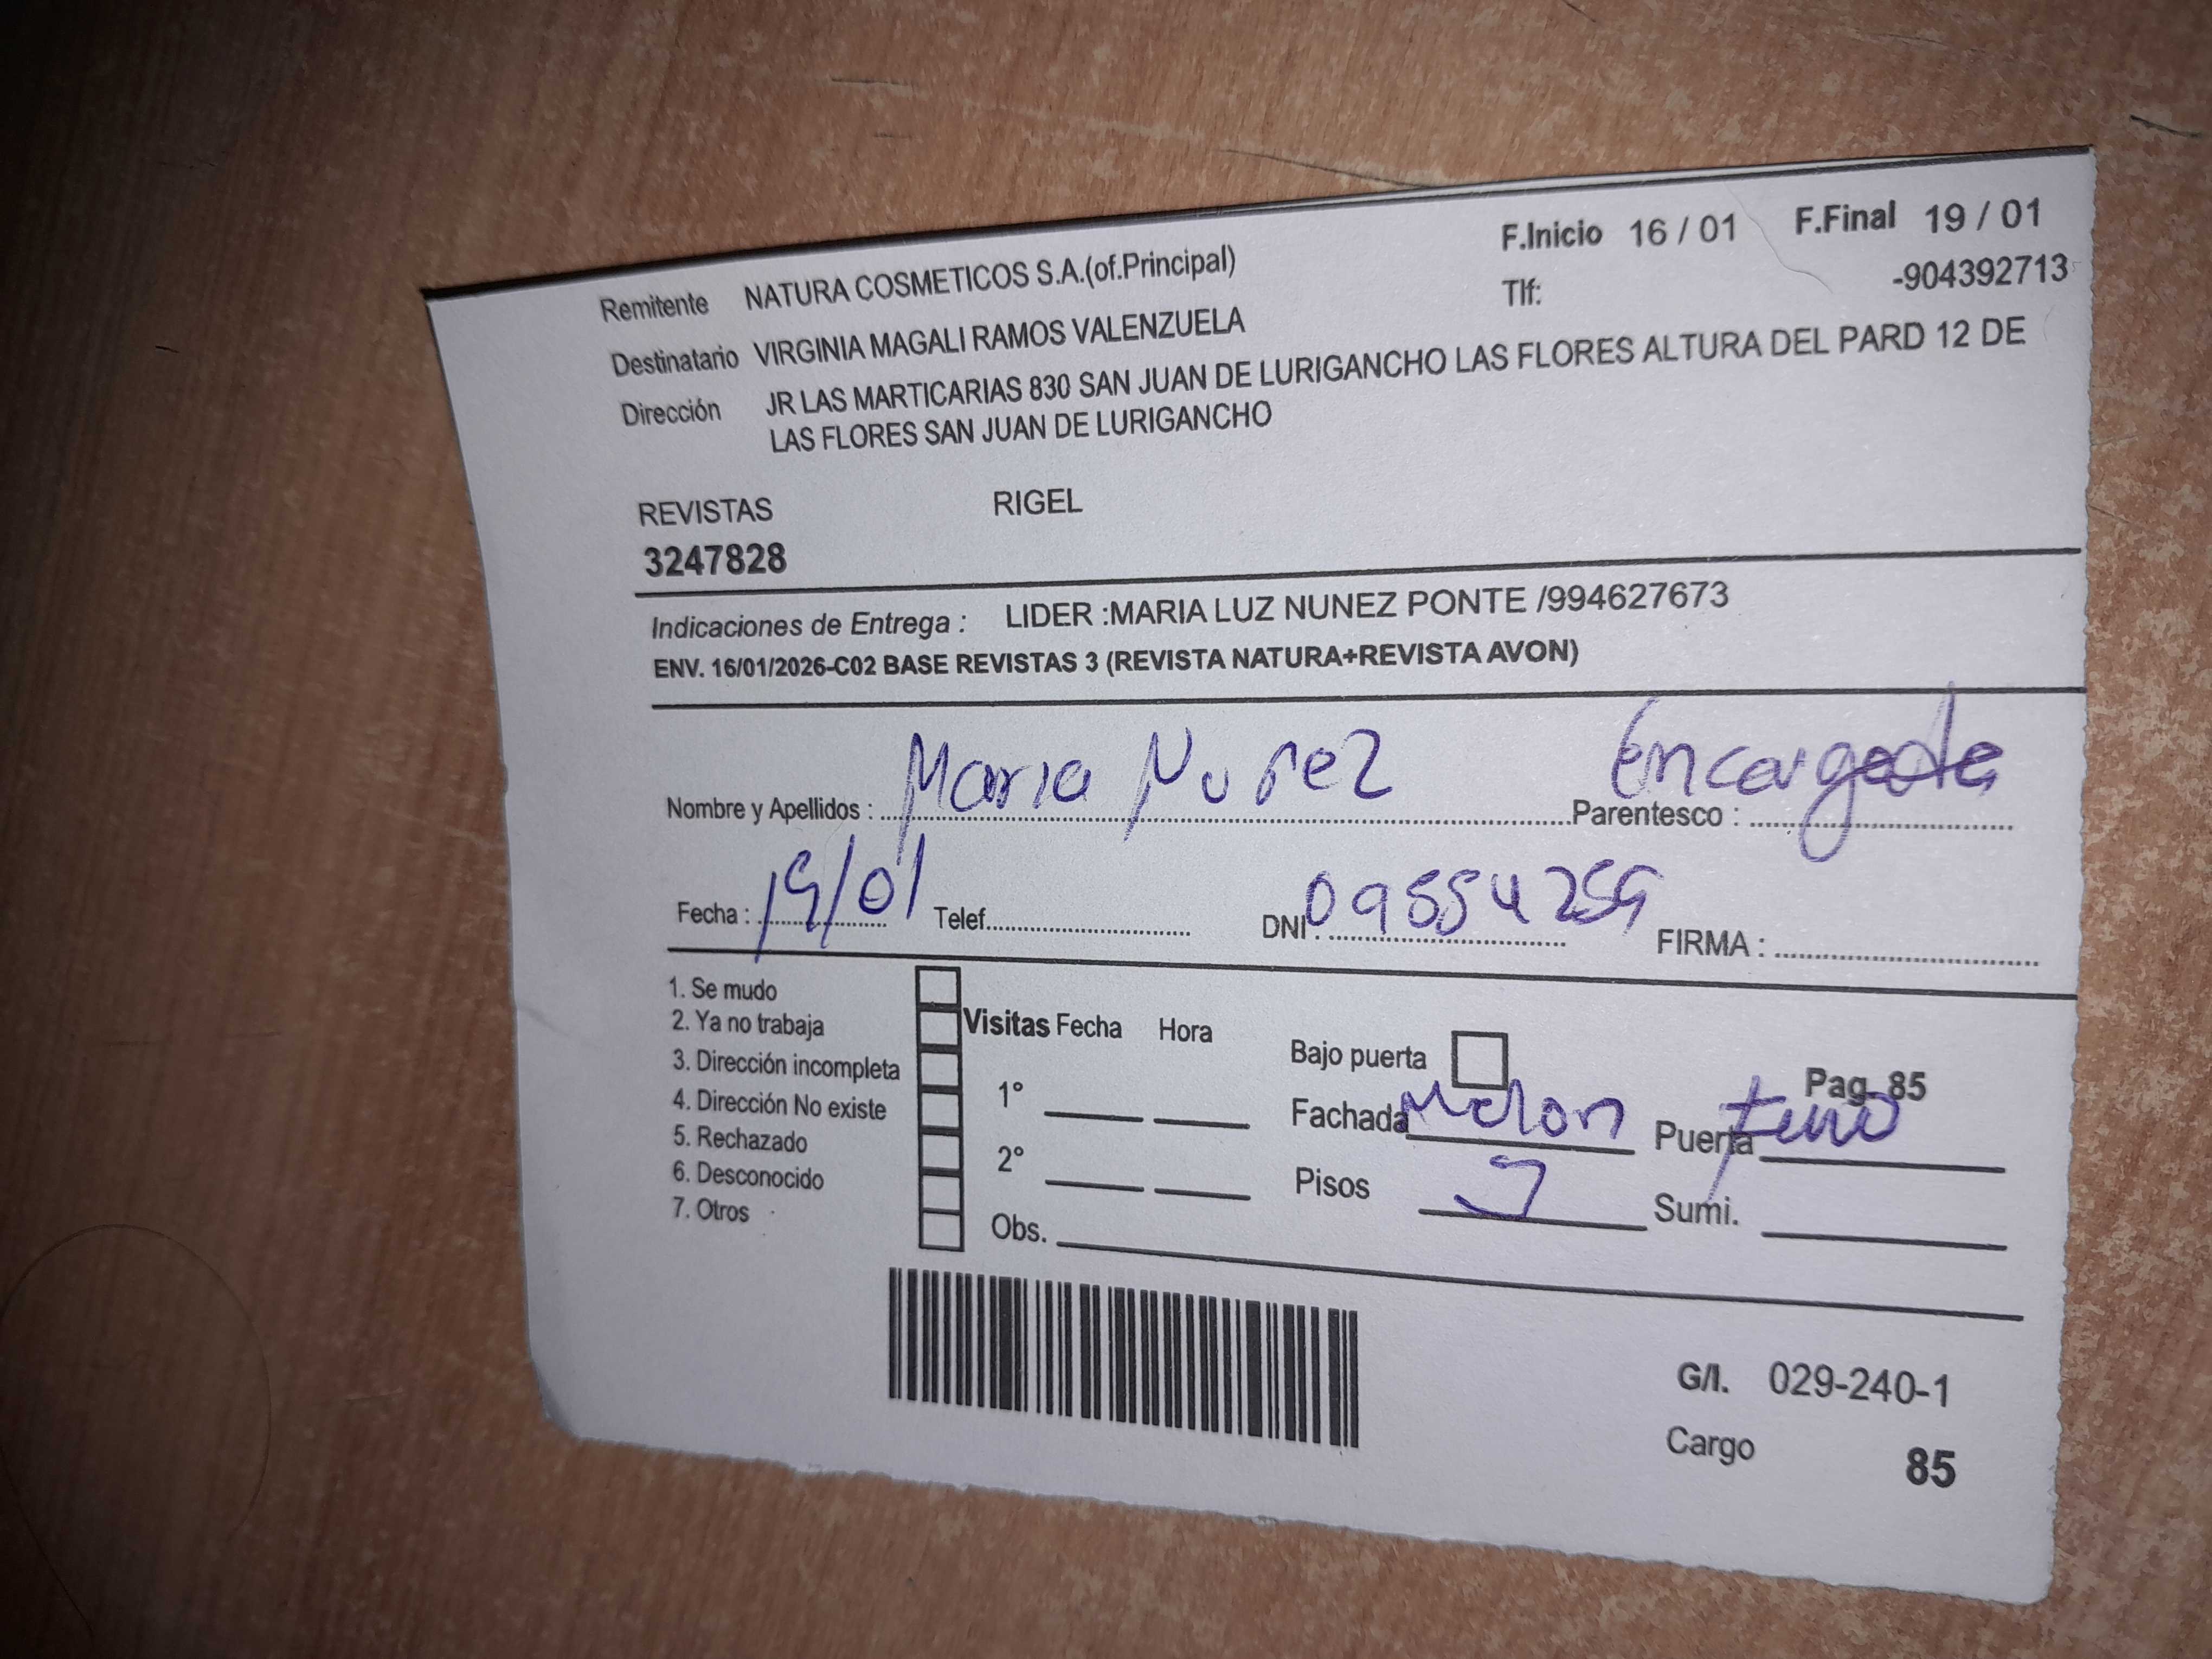 F.Inicio 16 / 01 F.Final 19 / 01
Remitente NATURA COSMETICOS S.A.(of.Principal) Tlf: -904392713
Destinatario VIRGINIA MAGALI RAMOS VALENZUELA
Dirección JR LAS MARTICARIAS 830 SAN JUAN DE LURIGANCHO LAS FLORES ALTURA DEL PARD 12 DE
LAS FLORES SAN JUAN DE LURIGANCHO
REVISTAS RIGEL
3247828
Indicaciones de Entrega : LIDER :MARIA LUZ NUNEZ PONTE /994627673
ENV. 16/01/2026-C02 BASE REVISTAS 3 (REVISTA NATURA+REVISTA AVON)
Nombre y Apellidos : Maria Nuñez Parentesco : Encargada
Fecha : 19/01 Telef. DNI : FIRMA :
1. Se mudo
2. Ya no trabaja Visitas Fecha Hora
3. Dirección incompleta Bajo puerta Pag. 85
4. Dirección No existe 1° Fachada Melon Puerta
5. Rechazado
6. Desconocido 2° Pisos Sumi.
7. Otros Obs.
G/I. 029-240-1
Cargo 85